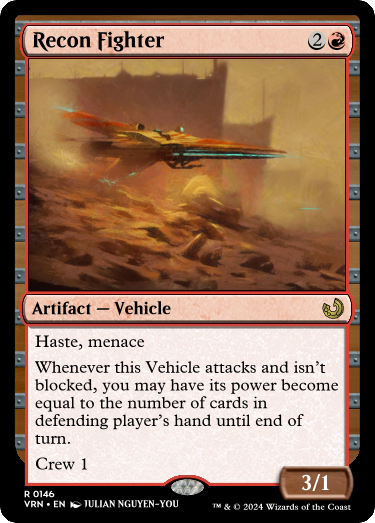 Recon Fighter 2
Artifact — Vehicle
Haste, menace
Whenever this Vehicle attacks and isn't
blocked, you may have its power become
equal to the number of cards in
defending player's hand until end of
turn.
Crew 1
3/1
R 0146
VRN • EN JULIAN NGUYEN-YOU
™ & © 2024 Wizards of the Coast